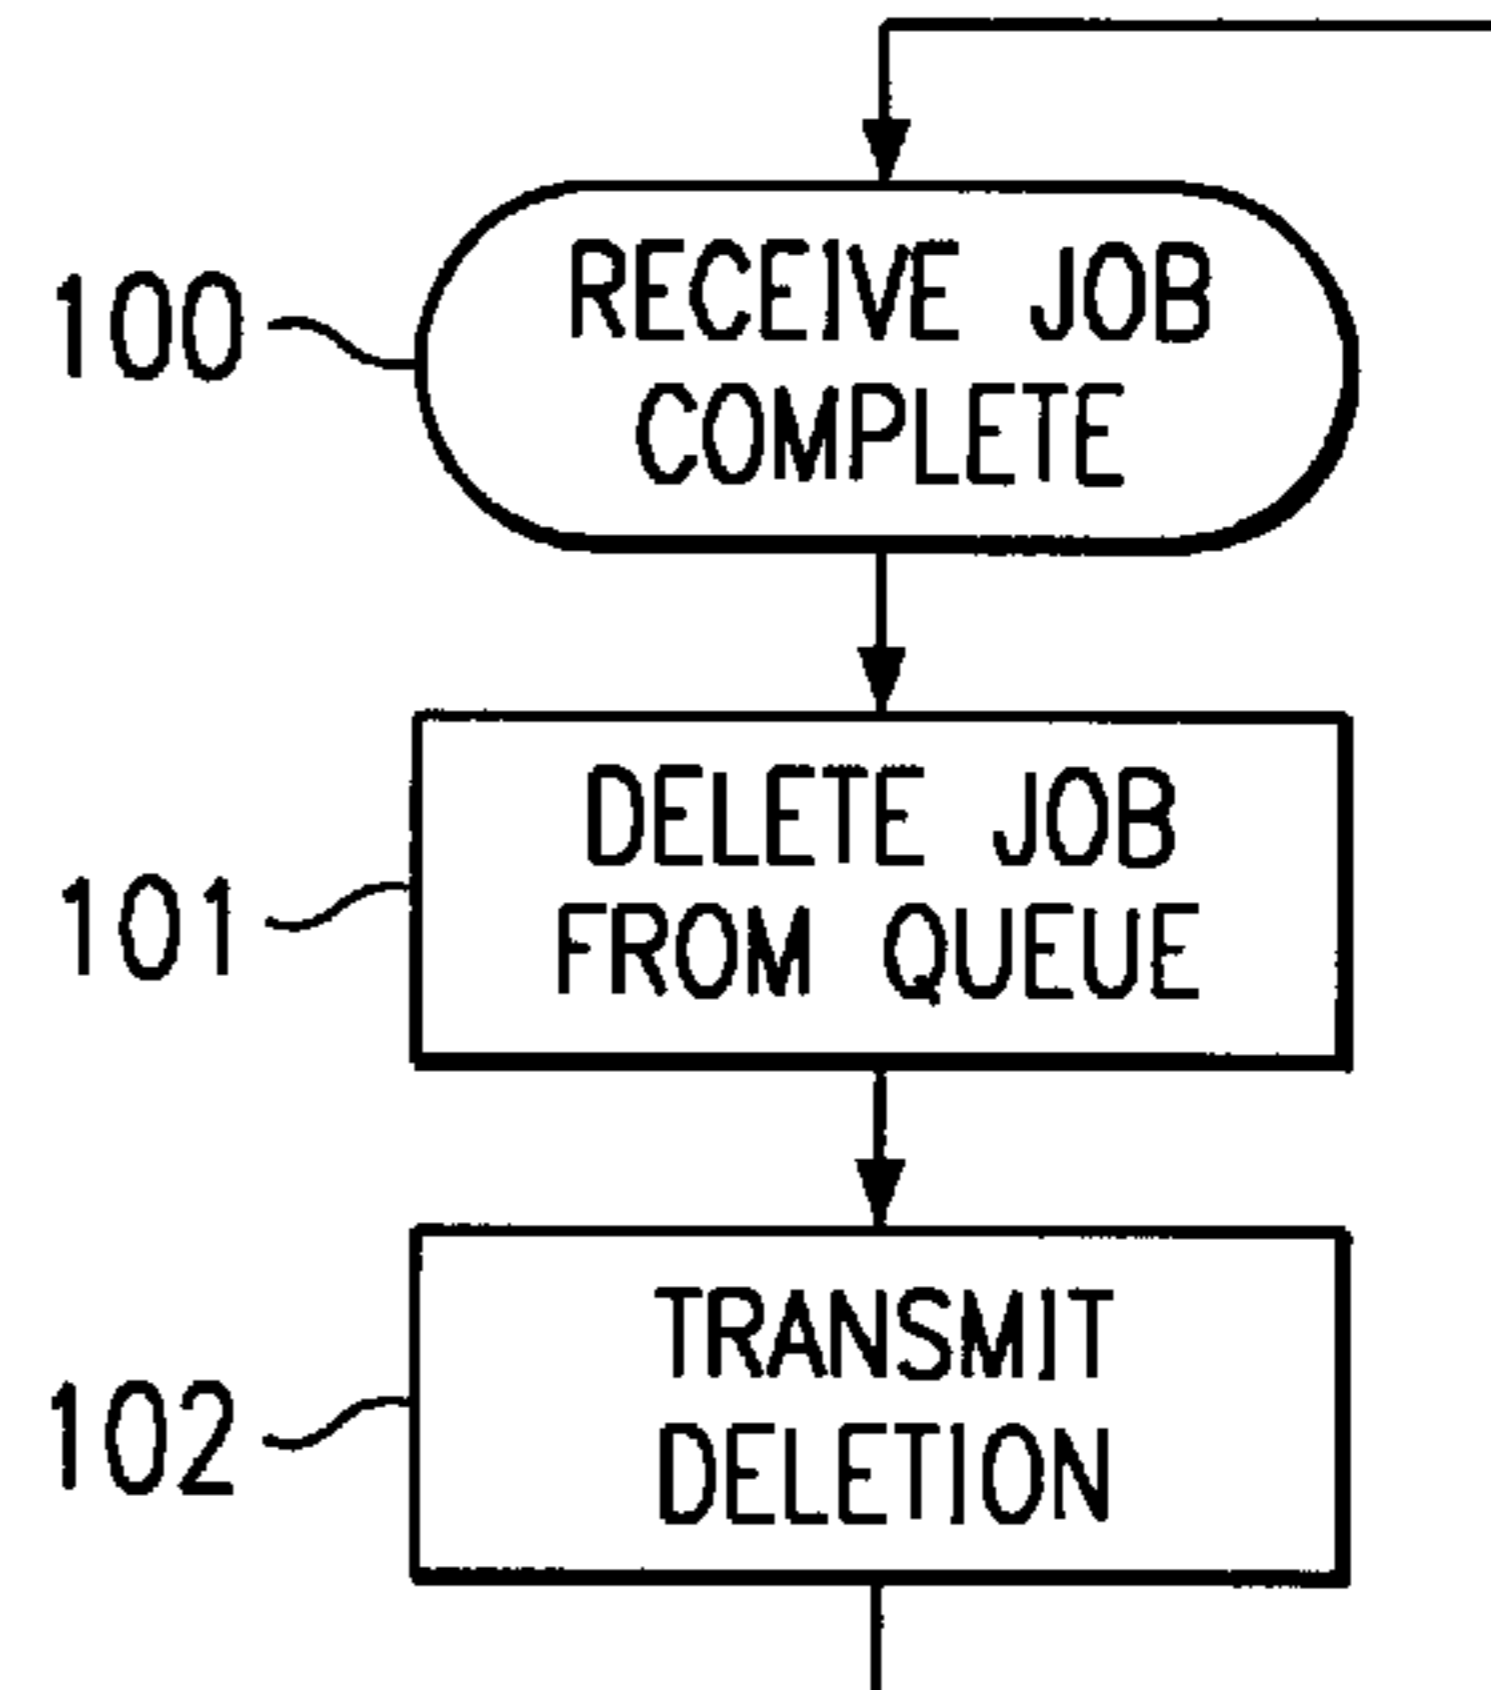 100
RECEIVE JOB
COMPLETE
101
DELETE JOB
FROM QUEUE
102
TRANSMIT
DELETION